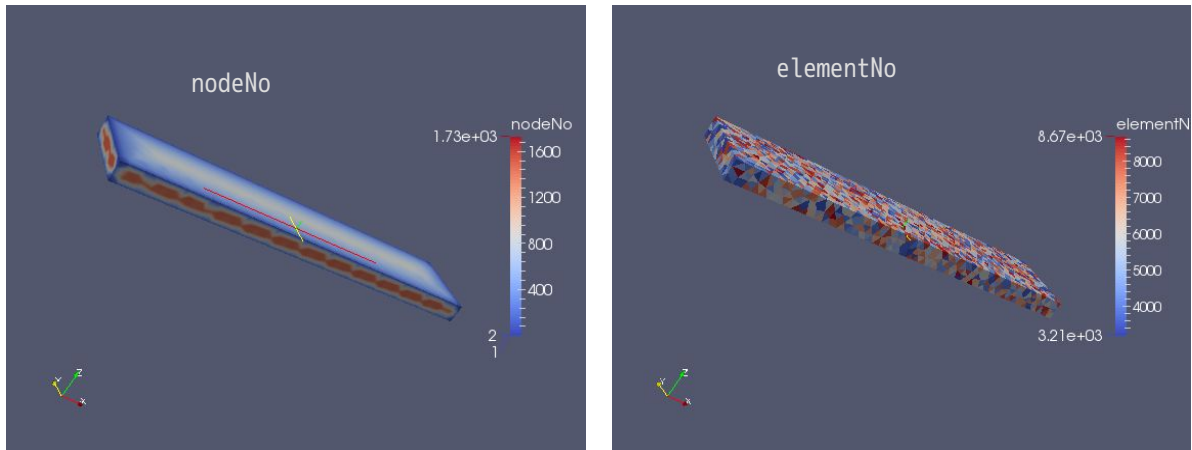 nodeNo
nodeNo
1.73e+03
1600
1200
800
400
2
1
Z
Y
X
elementNo
elementN
8.67e+03
8000
7000
6000
5000
4000
3.21e+03
Z
Y
X